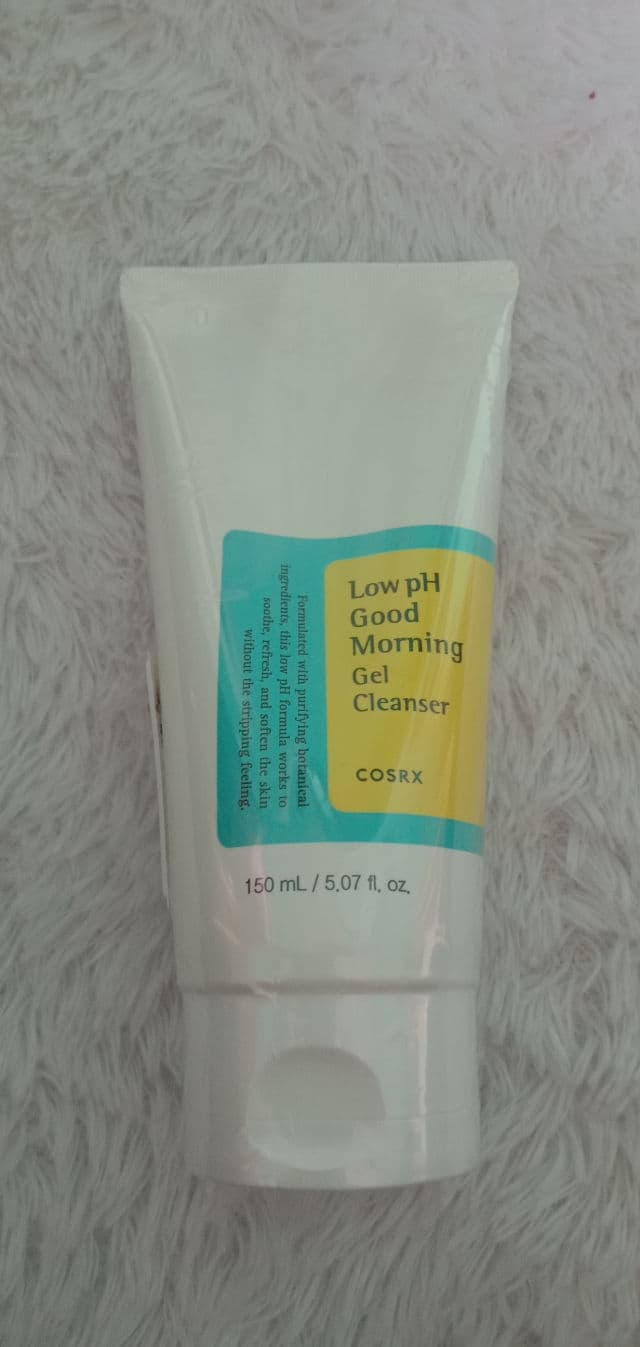 Low pH
Good
Morning
Gel
Cleanser
COSRX
Formulated with purifying botanical
ingredients, this low pH formula works to
soothe, refresh, and soften the skin
without the stripping feeling.
150 mL / 5.07 fl. oz.